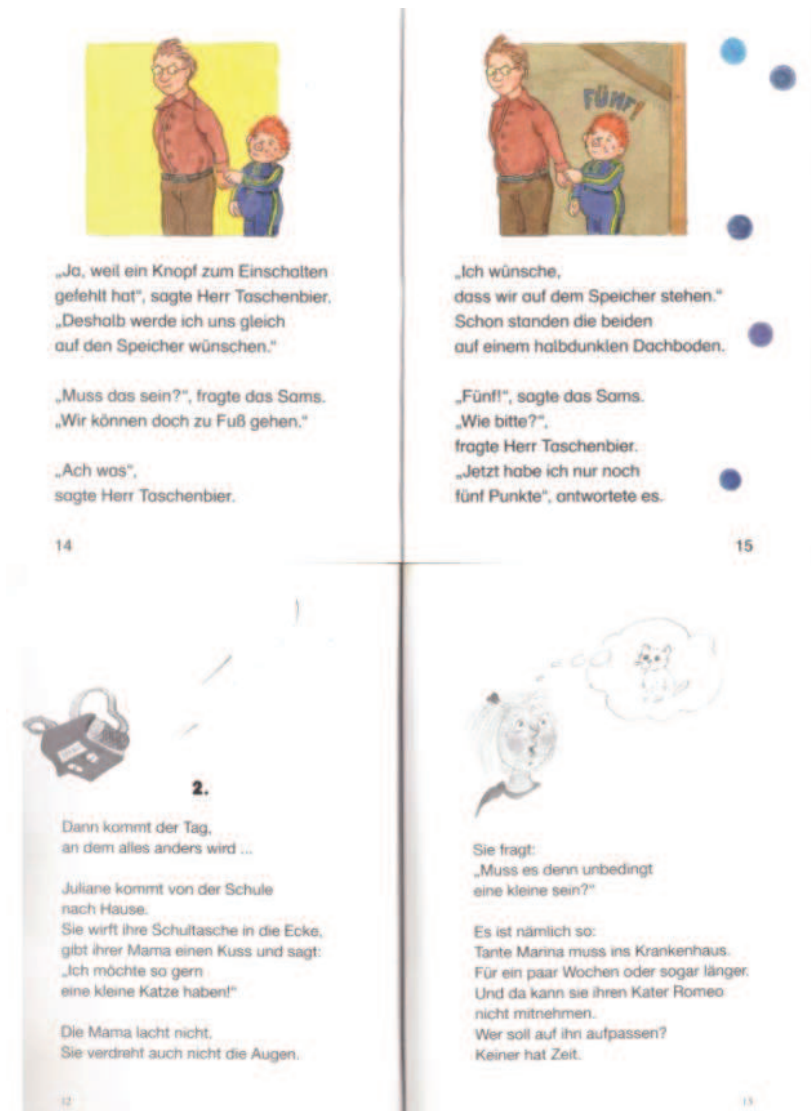 „Ja, weil ein Knopf zum Einschalten
gefehlt hat“, sagte Herr Taschenbier.
„Deshalb werde ich uns gleich
auf den Speicher wünschen.“
„Muss das sein?“, fragte das Sams.
„Wir können doch zu Fuß gehen.“
„Ach was“,
sagte Herr Taschenbier.
14
FÜNF!
„Ich wünsche,
dass wir auf dem Speicher stehen.“
Schon standen die beiden
auf einem halbdunklen Dachboden.
„Fünf!“, sagte das Sams.
„Wie bitte?“,
fragte Herr Taschenbier.
„Jetzt habe ich nur noch
fünf Punkte“, antwortete es.
15
2.
Dann kommt der Tag,
an dem alles anders wird ...
Juliane kommt von der Schule
nach Hause.
Sie wirft ihre Schultasche in die Ecke,
gibt ihrer Mama einen Kuss und sagt:
„Ich möchte so gern
eine kleine Katze haben!“
Die Mama lacht nicht.
Sie verdreht auch nicht die Augen.
12
Sie fragt:
„Muss es denn unbedingt
eine kleine sein?“
Es ist nämlich so:
Tante Marina muss ins Krankenhaus.
Für ein paar Wochen oder sogar länger.
Und da kann sie ihren Kater Romeo
nicht mitnehmen.
Wer soll auf ihn aufpassen?
Keiner hat Zeit.
13